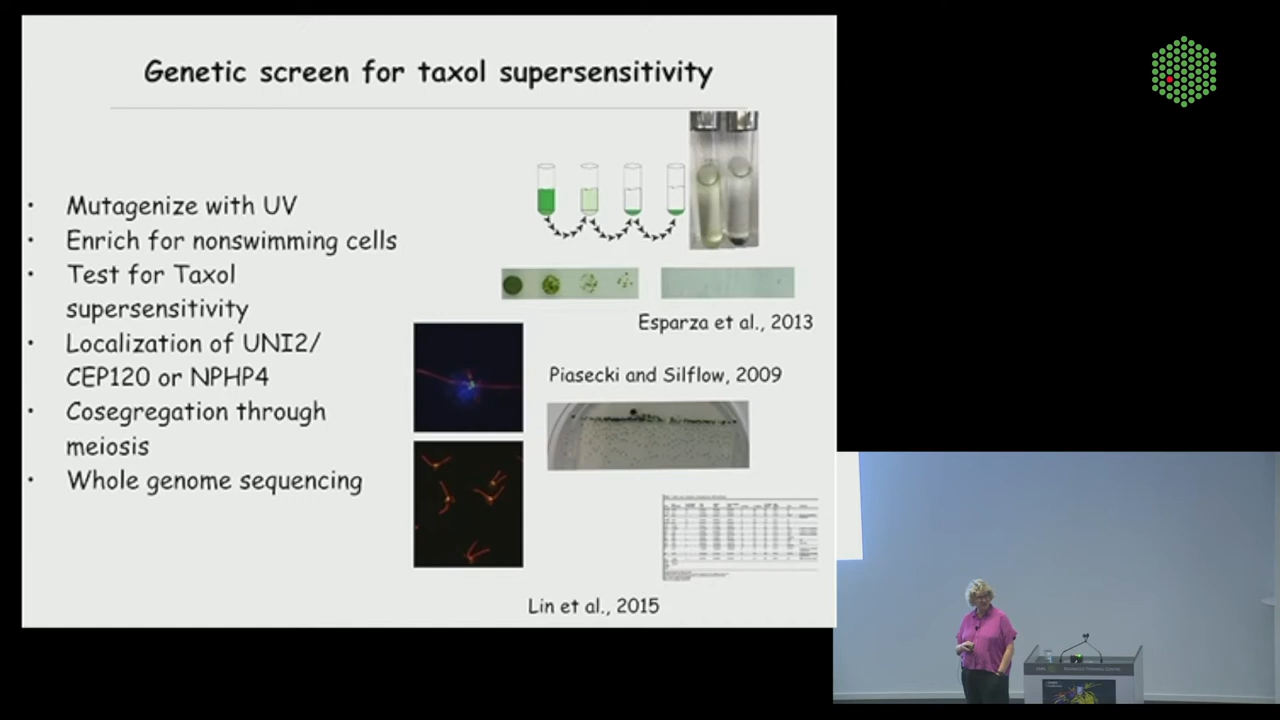 Genetic screen for taxol supersensitivity
• Mutagenize with UV
• Enrich for nonswimming cells
• Test for Taxol
supersensitivity
• Localization of UNI2/
CEP120 or NPHP4
• Cosegregation through
meiosis
• Whole genome sequencing
Esparza et al., 2013
Piasecki and Silflow, 2009
Lin et al., 2015